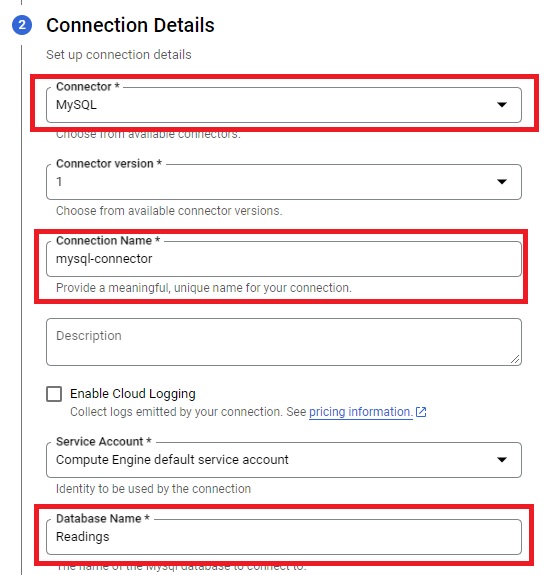 2 Connection Details
Set up connection details
Connector *
MySQL
Choose from available connectors.
Connector version *
1
Choose from available connector versions.
Connection Name *
mysql-connector
Provide a meaningful, unique name for your connection.
Description
Enable Cloud Logging
Collect logs emitted by your connection. See pricing information.
Service Account *
Compute Engine default service account
Identity to be used by the connection
Database Name *
Readings
The name of the Mysql database to connect to.